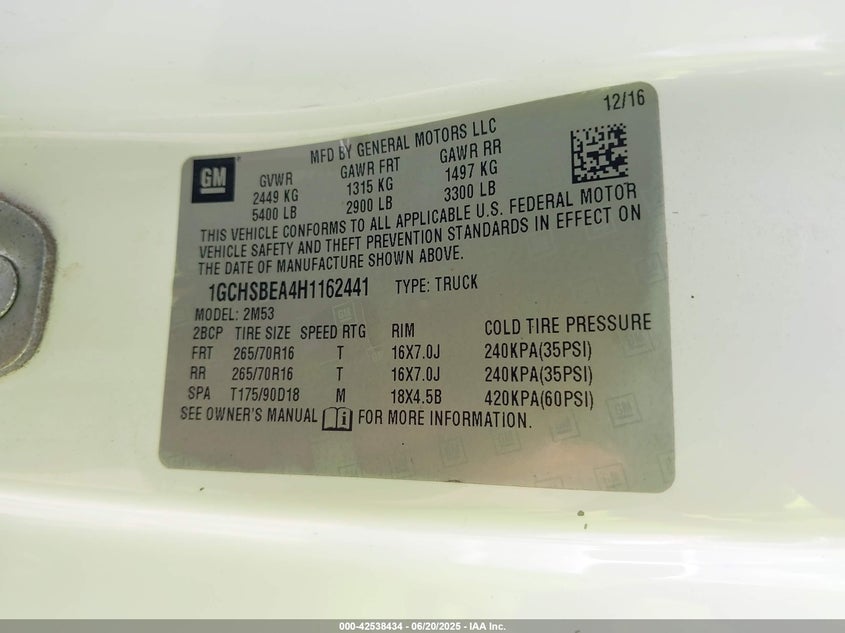 12/16
MFD BY GENERAL MOTORS LLC
GM
GVWR GAWR FRT GAWR RR
2449 KG 1315 KG 1497 KG
5400 LB 2900 LB 3300 LB
THIS VEHICLE CONFORMS TO ALL APPLICABLE U.S. FEDERAL MOTOR
VEHICLE SAFETY AND THEFT PREVENTION STANDARDS IN EFFECT ON
THE DATE OF MANUFACTURE SHOWN ABOVE.
1GCHSBEA4H1162441 TYPE: TRUCK
MODEL: 2M53
2BCP TIRE SIZE SPEED RTG RIM COLD TIRE PRESSURE
FRT 265/70R16 T 16X7.0J 240KPA(35PSI)
RR 265/70R16 T 16X7.0J 240KPA(35PSI)
SPA T175/90D18 M 18X4.5B 420KPA(60PSI)
SEE OWNER'S MANUAL i FOR MORE INFORMATION.
000-42538434 / 06/20/2025 - IAA Inc.